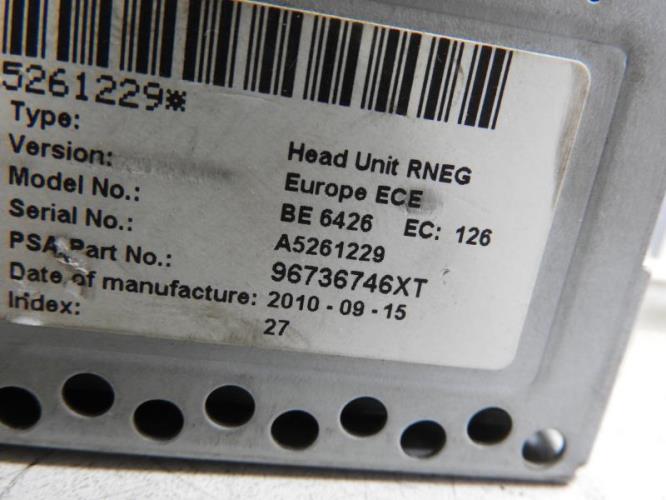 5261229*
Type: Head Unit RNEG
Version: Europe ECE
Model No.: BE 6426 EC: 126
Serial No.: A5261229
PSA Part No.: 96736746XT
Date of manufacture: 2010 - 09 - 15
Index: 27